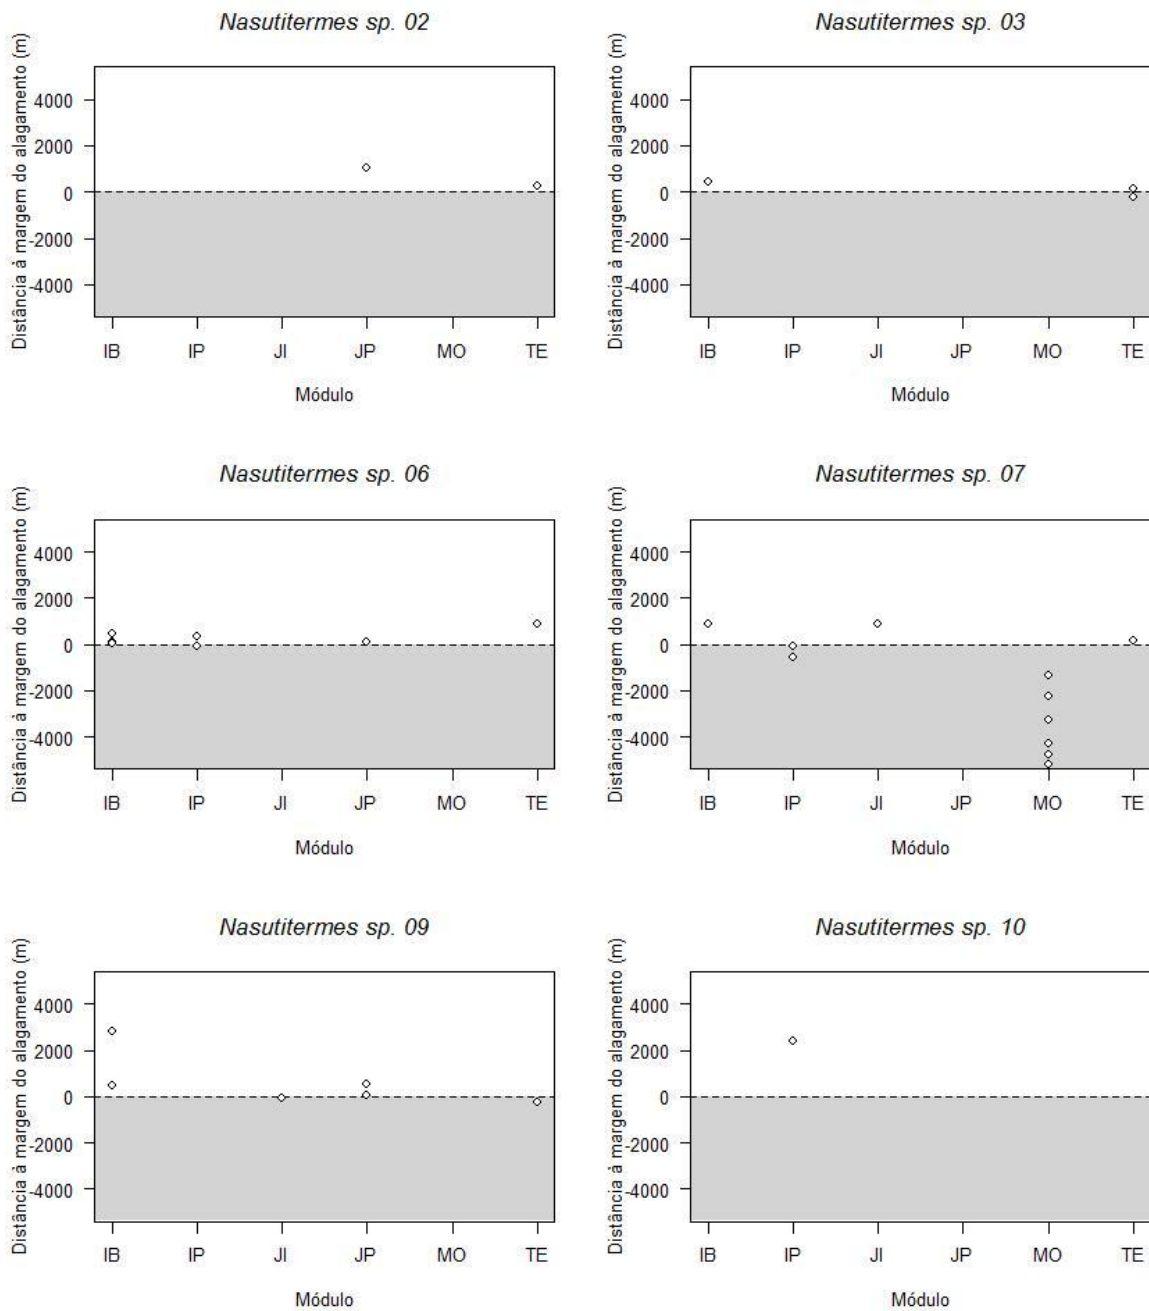 Nasutitermes sp. 02
Distância à margem do alagamento (m)
4000
2000
0
-2000
-4000
IB IP JI JP MO TE
Módulo
Nasutitermes sp. 03
Distância à margem do alagamento (m)
4000
2000
0
-2000
-4000
IB IP JI JP MO TE
Módulo
Nasutitermes sp. 06
Distância à margem do alagamento (m)
4000
2000
0
-2000
-4000
IB IP JI JP MO TE
Módulo
Nasutitermes sp. 07
Distância à margem do alagamento (m)
4000
2000
0
-2000
-4000
IB IP JI JP MO TE
Módulo
Nasutitermes sp. 09
Distância à margem do alagamento (m)
4000
2000
0
-2000
-4000
IB IP JI JP MO TE
Módulo
Nasutitermes sp. 10
Distância à margem do alagamento (m)
4000
2000
0
-2000
-4000
IB IP JI JP MO TE
Módulo